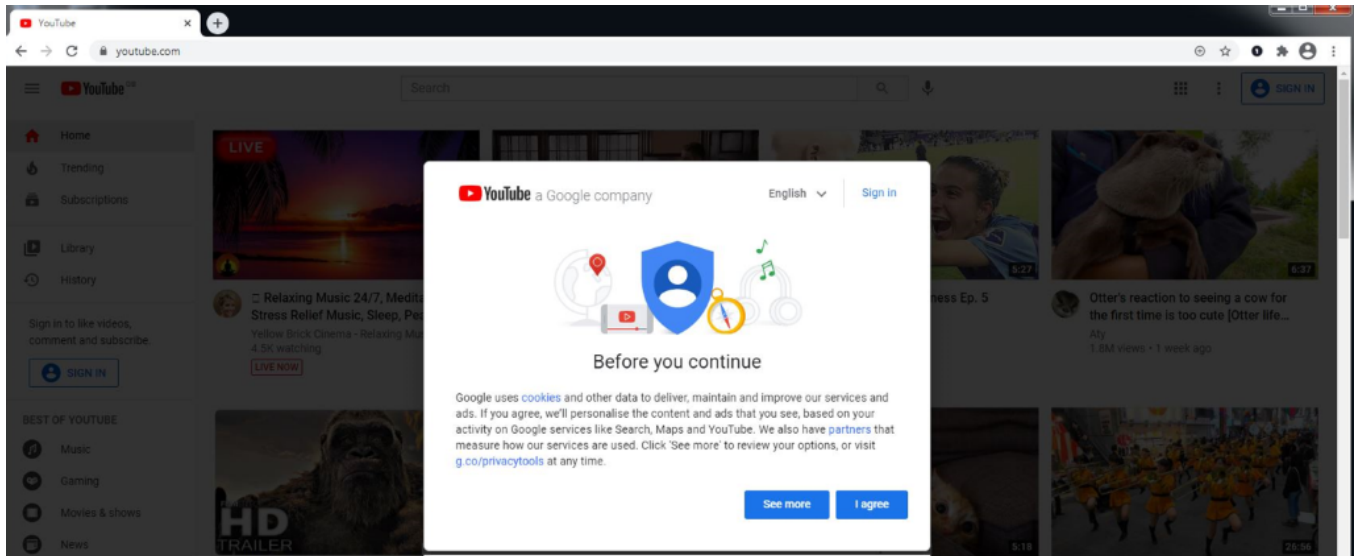 YouTube
youtube.com
YouTube GB
Search
SIGN IN
Home
Trending
Subscriptions
Library
History
Sign in to like videos,
comment and subscribe.
SIGN IN
BEST OF YOUTUBE
Music
Gaming
Movies & shows
News
LIVE
Relaxing Music 24/7, Medita
Stress Relief Music, Sleep, Pea
Yellow Brick Cinema - Relaxing Mu
4.5K watching
LIVE NOW
5:27
ness Ep. 5
6:37
Otter's reaction to seeing a cow for
the first time is too cute [Otter life...
Aty
1.8M views • 1 week ago
HD
TRAILER
5:18
26:56
YouTube a Google company
English
Sign in
Before you continue
Google uses cookies and other data to deliver, maintain and improve our services and
ads. If you agree, we'll personalise the content and ads that you see, based on your
activity on Google services like Search, Maps and YouTube. We also have partners that
measure how our services are used. Click 'See more' to review your options, or visit
g.co/privacytools at any time.
See more
I agree